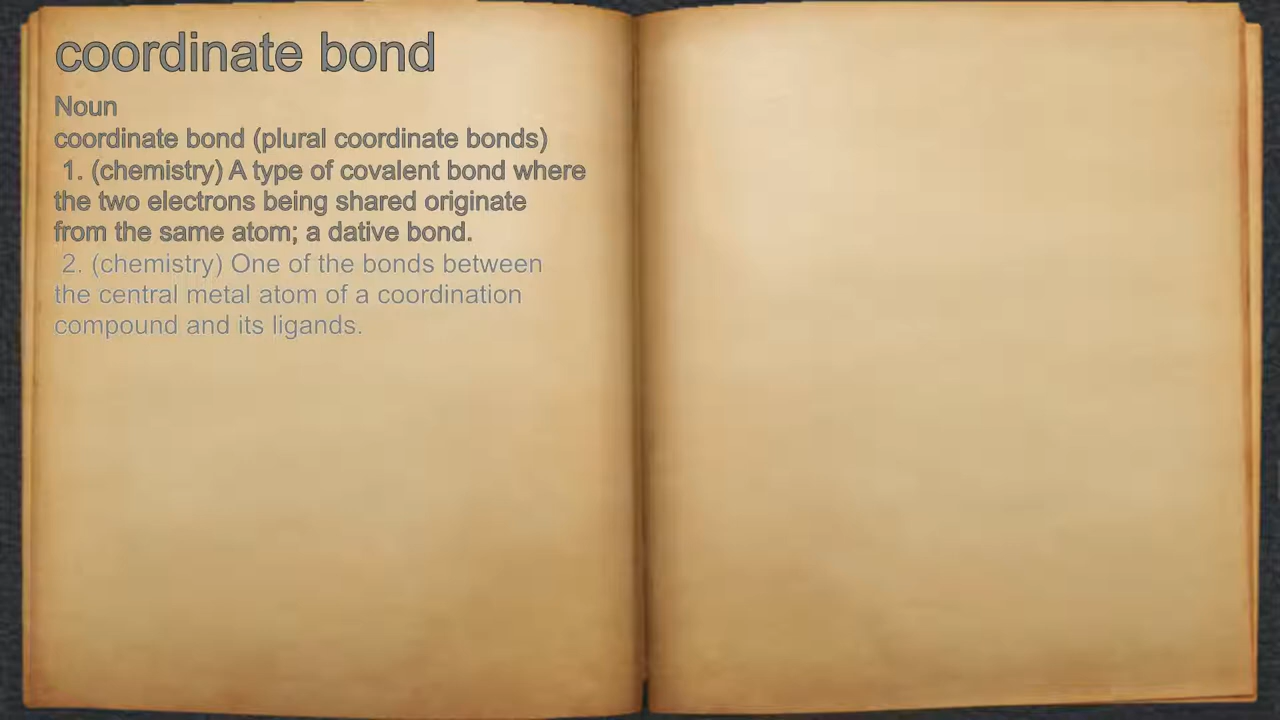 coordinate bond
Noun
coordinate bond (plural coordinate bonds)
1. (chemistry) A type of covalent bond where
the two electrons being shared originate
from the same atom; a dative bond.
2. (chemistry) One of the bonds between
the central metal atom of a coordination
compound and its ligands.